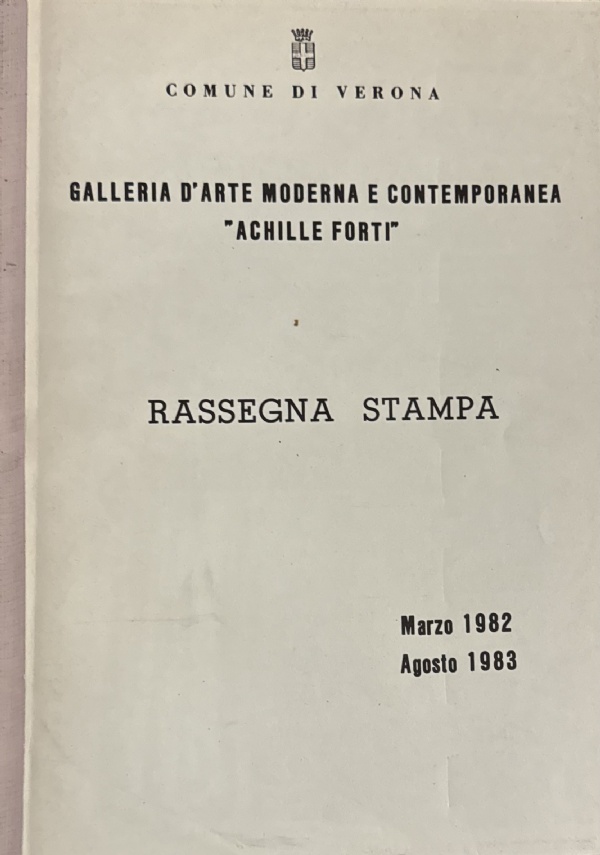 COMUNE DI VERONA
GALLERIA D'ARTE MODERNA E CONTEMPORANEA
"ACHILLE FORTI"
RASSEGNA STAMPA
Marzo 1982
Agosto 1983